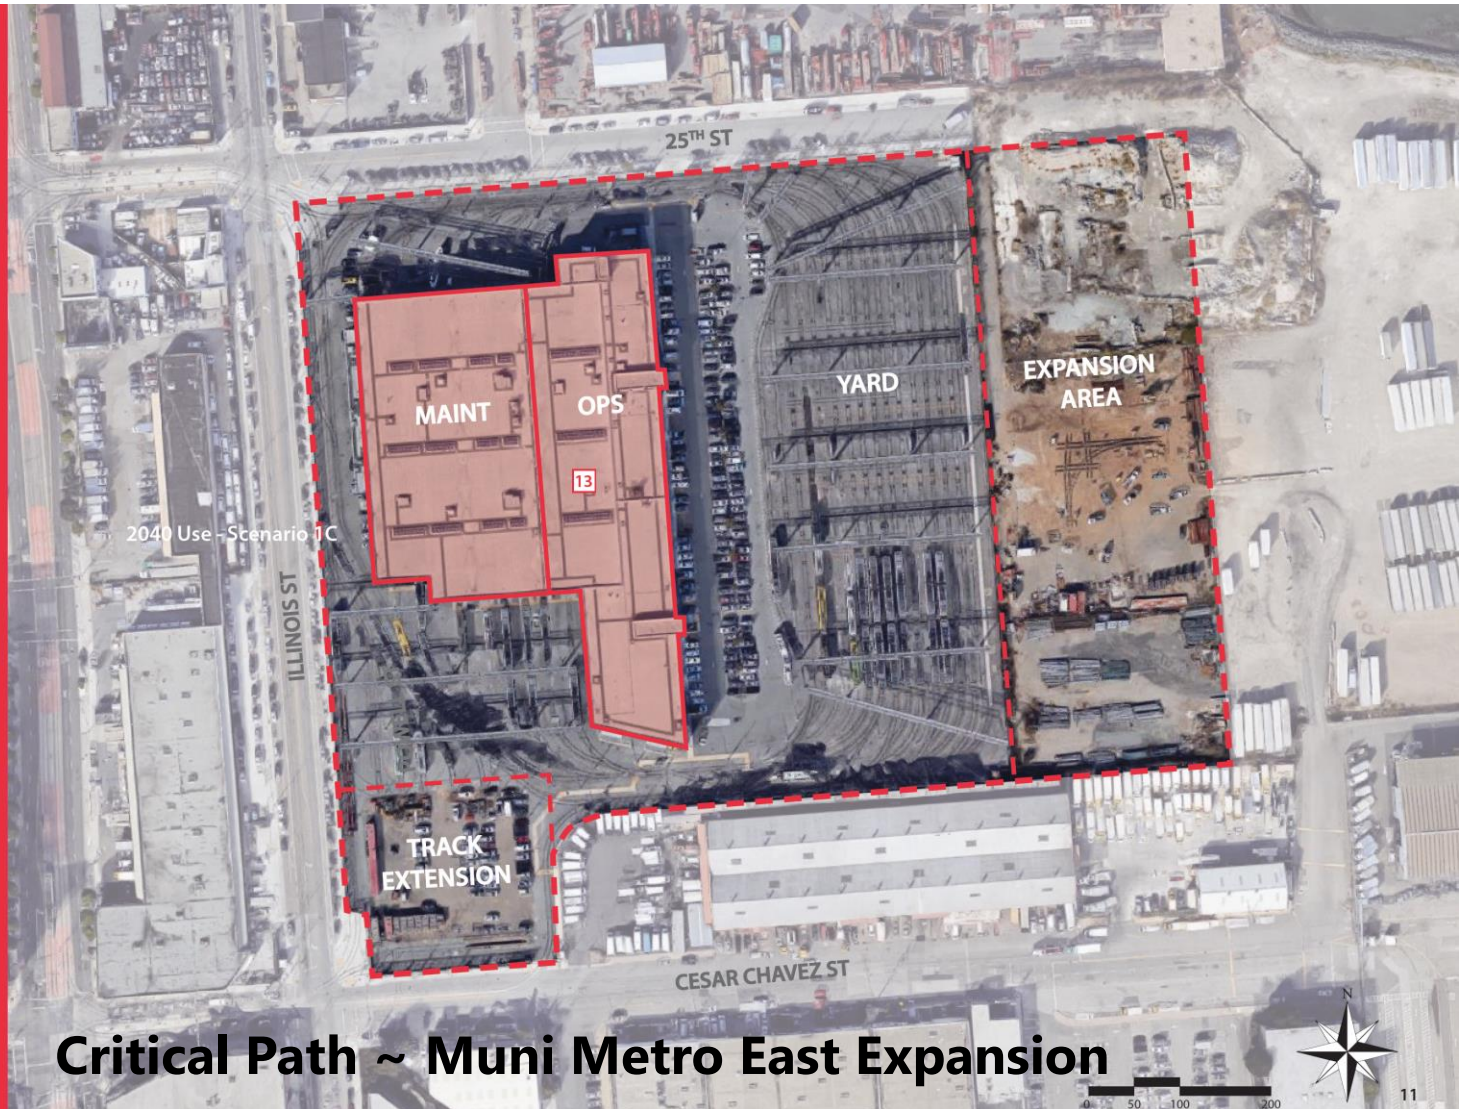 25TH ST
EXPANSION
AREA
YARD
MAINT
OPS
13
2040 Use - Scenario 1C
ILLINOIS ST
TRACK
EXTENSION
CESAR CHAVEZ ST
N
Critical Path ~ Muni Metro East Expansion
0 50 100 200
11